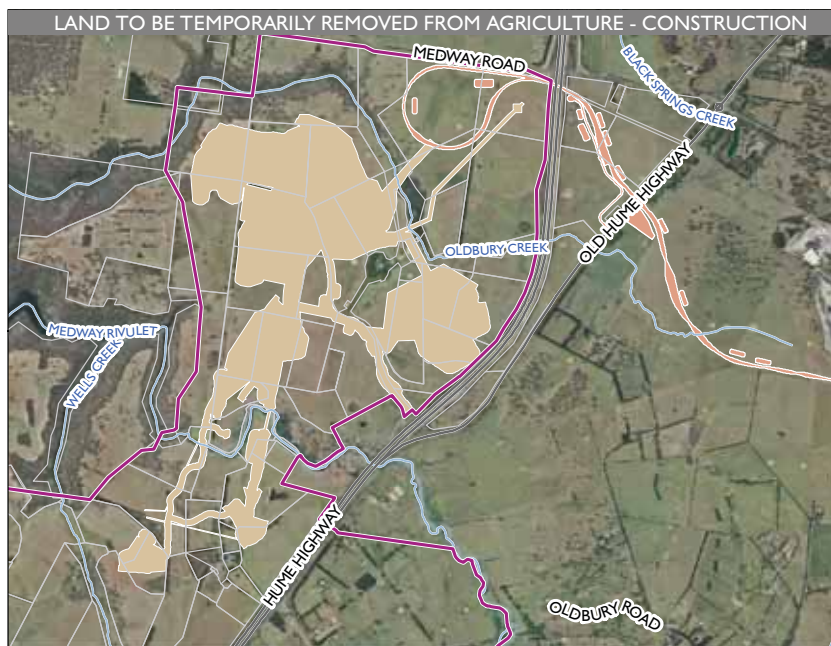 LAND TO BE TEMPORARILY REMOVED FROM AGRICULTURE - CONSTRUCTION
MEDWAY ROAD
BLACK SPRINGS CREEK
OLD HUME HIGHWAY
OLDBURY CREEK
MEDWAY RIVULET
WELLS CREEK
HUME HIGHWAY
OLDBURY ROAD